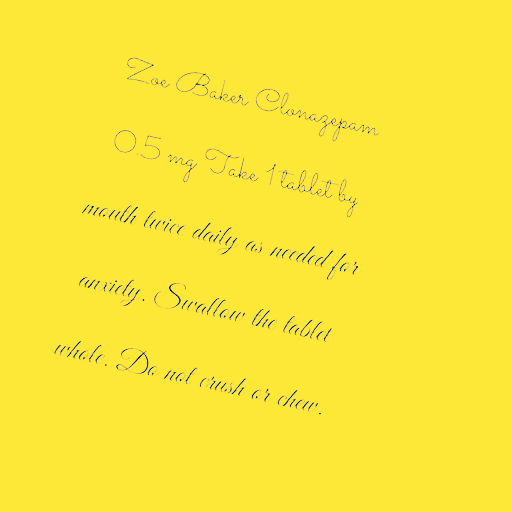 Zoe Baker Clonazepam
0.5 mg Take 1 tablet by
mouth twice daily as needed for
anxiety. Swallow the tablet
whole. Do not crush or chew.